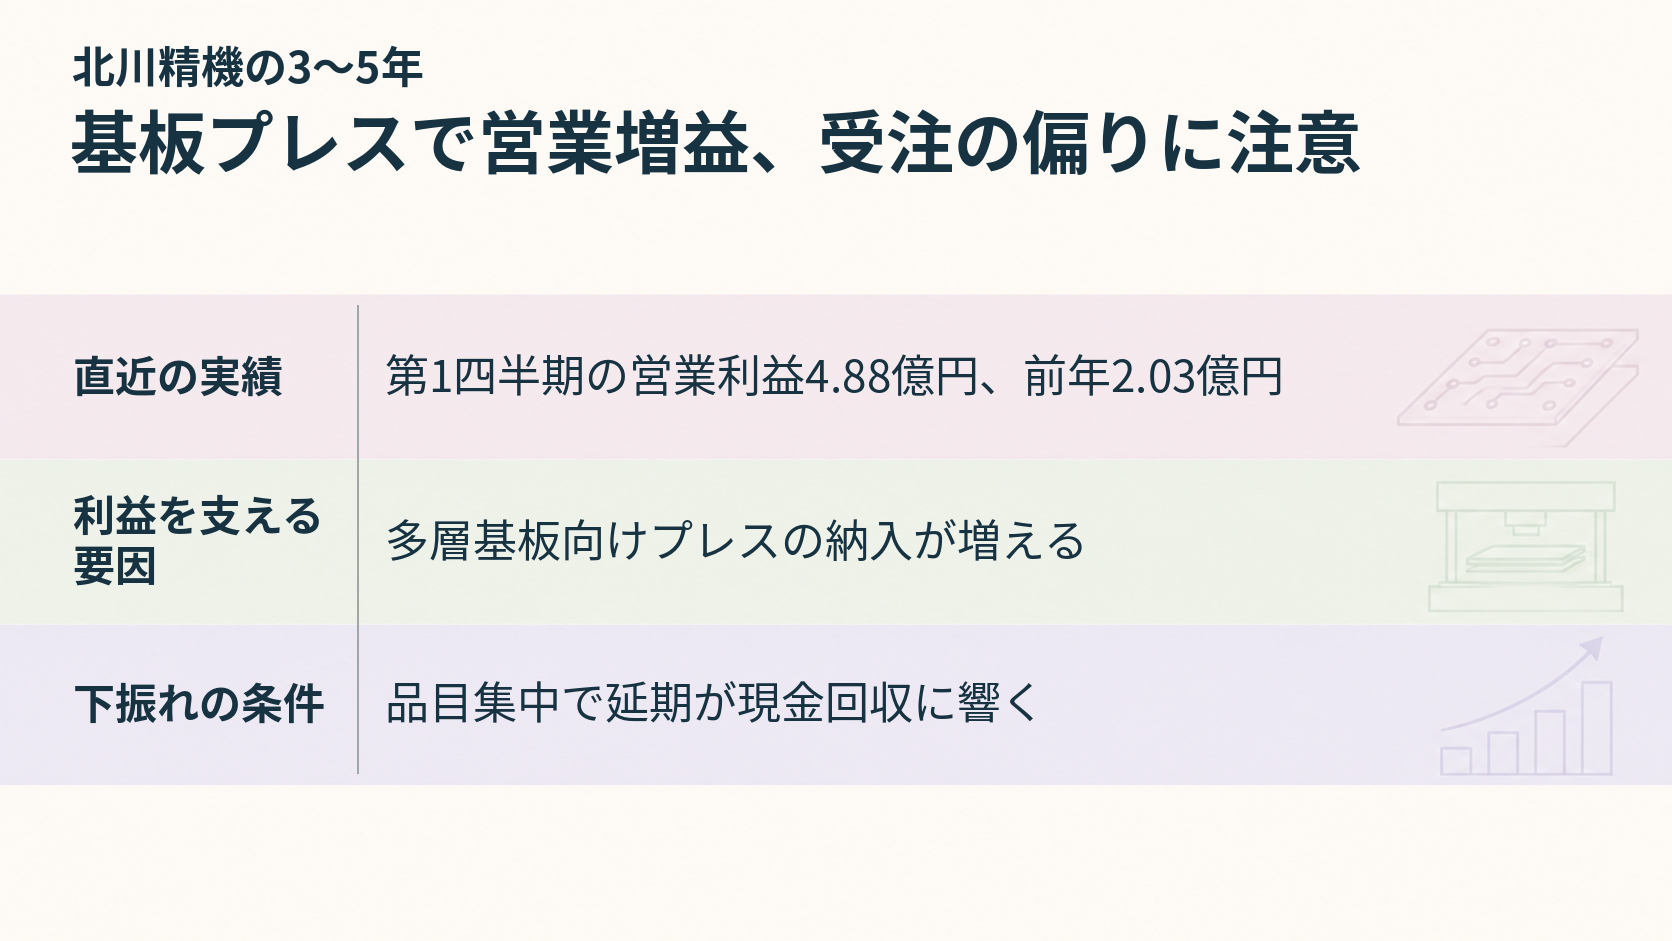 北川精機の3〜5年
基板プレスで営業増益、受注の偏りに注意
直近の実績
第1四半期の営業利益4.88億円、前年2.03億円
利益を支える
要因
多層基板向けプレスの納入が増える
下振れの条件
品目集中で延期が現金回収に響く